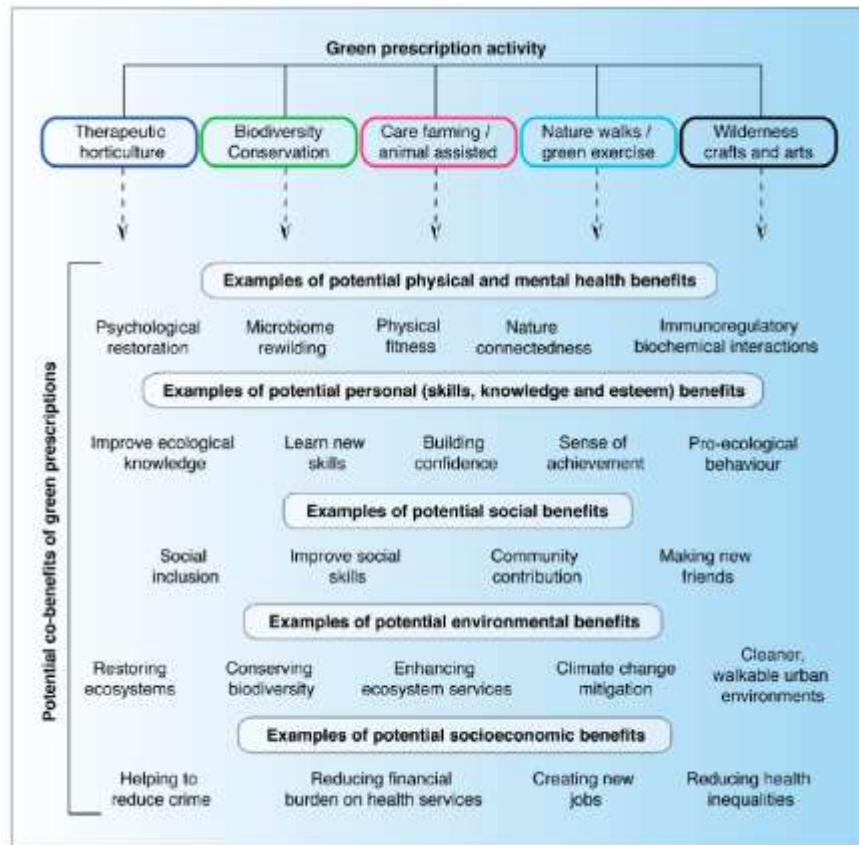 Green prescription activity
Therapeutic
horticulture
Biodiversity
Conservation
Care farming /
animal assisted
Nature walks /
green exercise
Wilderness
crafts and arts
Potential co-benefits of green prescriptions
Examples of potential physical and mental health benefits
Psychological
restoration
Microbiome
rewilding
Physical
fitness
Nature
connectedness
Immunoregulatory
biochemical interactions
Examples of potential personal (skills, knowledge and esteem) benefits
Improve ecological
knowledge
Learn new
skills
Building
confidence
Sense of
achievement
Pro-ecological
behaviour
Examples of potential social benefits
Social
inclusion
Improve social
skills
Community
contribution
Making new
friends
Examples of potential environmental benefits
Restoring
ecosystems
Conserving
biodiversity
Enhancing
ecosystem services
Climate change
mitigation
Cleaner,
walkable urban
environments
Examples of potential socioeconomic benefits
Helping to
reduce crime
Reducing financial
burden on health services
Creating new
jobs
Reducing health
inequalities